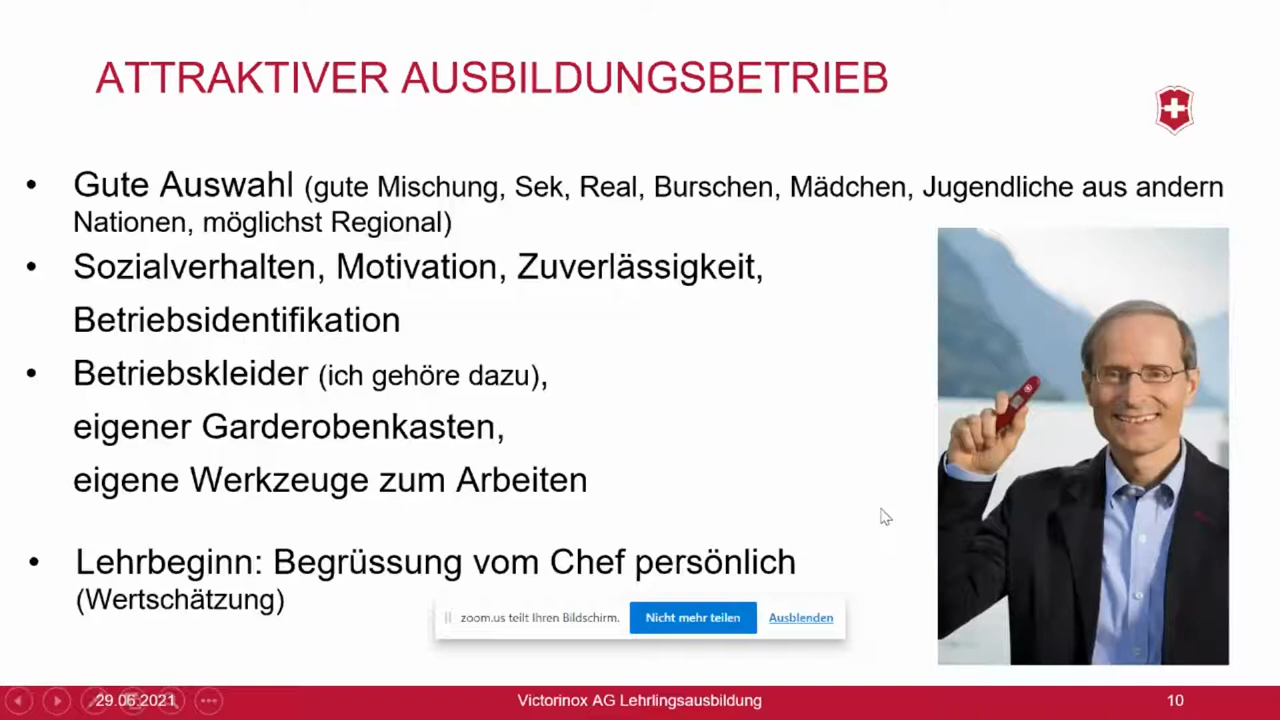 ATTRAKTIVER AUSBILDUNGSBETRIEB
• Gute Auswahl (gute Mischung, Sek, Real, Burschen, Mädchen, Jugendliche aus andern
Nationen, möglichst Regional)
• Sozialverhalten, Motivation, Zuverlässigkeit,
Betriebsidentifikation
• Betriebskleider (ich gehöre dazu),
eigener Garderobenkasten,
eigene Werkzeuge zum Arbeiten
• Lehrbeginn: Begrüssung vom Chef persönlich
(Wertschätzung)
zoom.us teilt Ihren Bildschirm. Nicht mehr teilen Ausblenden
29.06.2021 Victorinox AG Lehrlingsausbildung 10